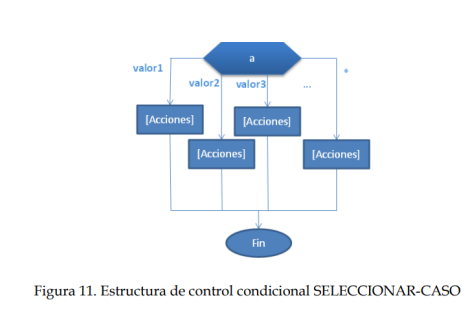 a
valor1
valor2
valor3
...
*
[Acciones]
[Acciones]
[Acciones]
[Acciones]
Fin
Figura 11. Estructura de control condicional SELECCIONAR-CASO